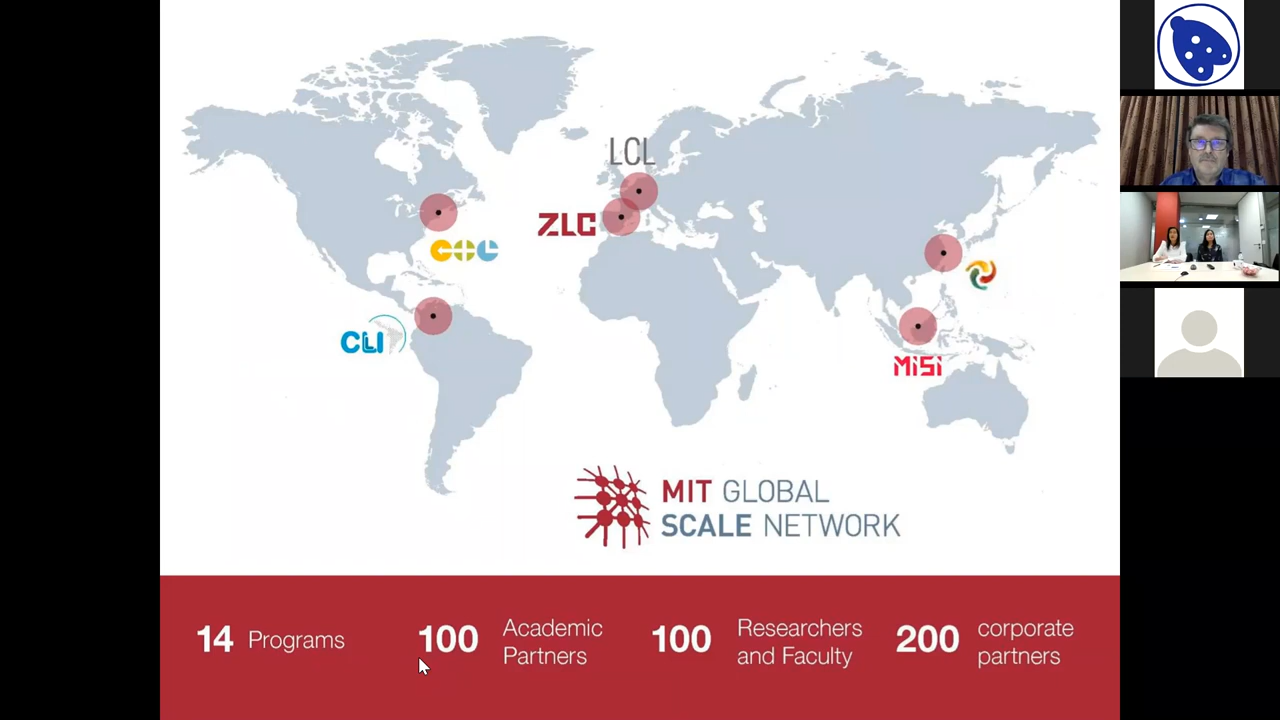 LCL
ZLC
CTL
CLI
MiSi
MIT GLOBAL
SCALE NETWORK
14 Programs
100 Academic
Partners
100 Researchers
and Faculty
200 corporate
partners